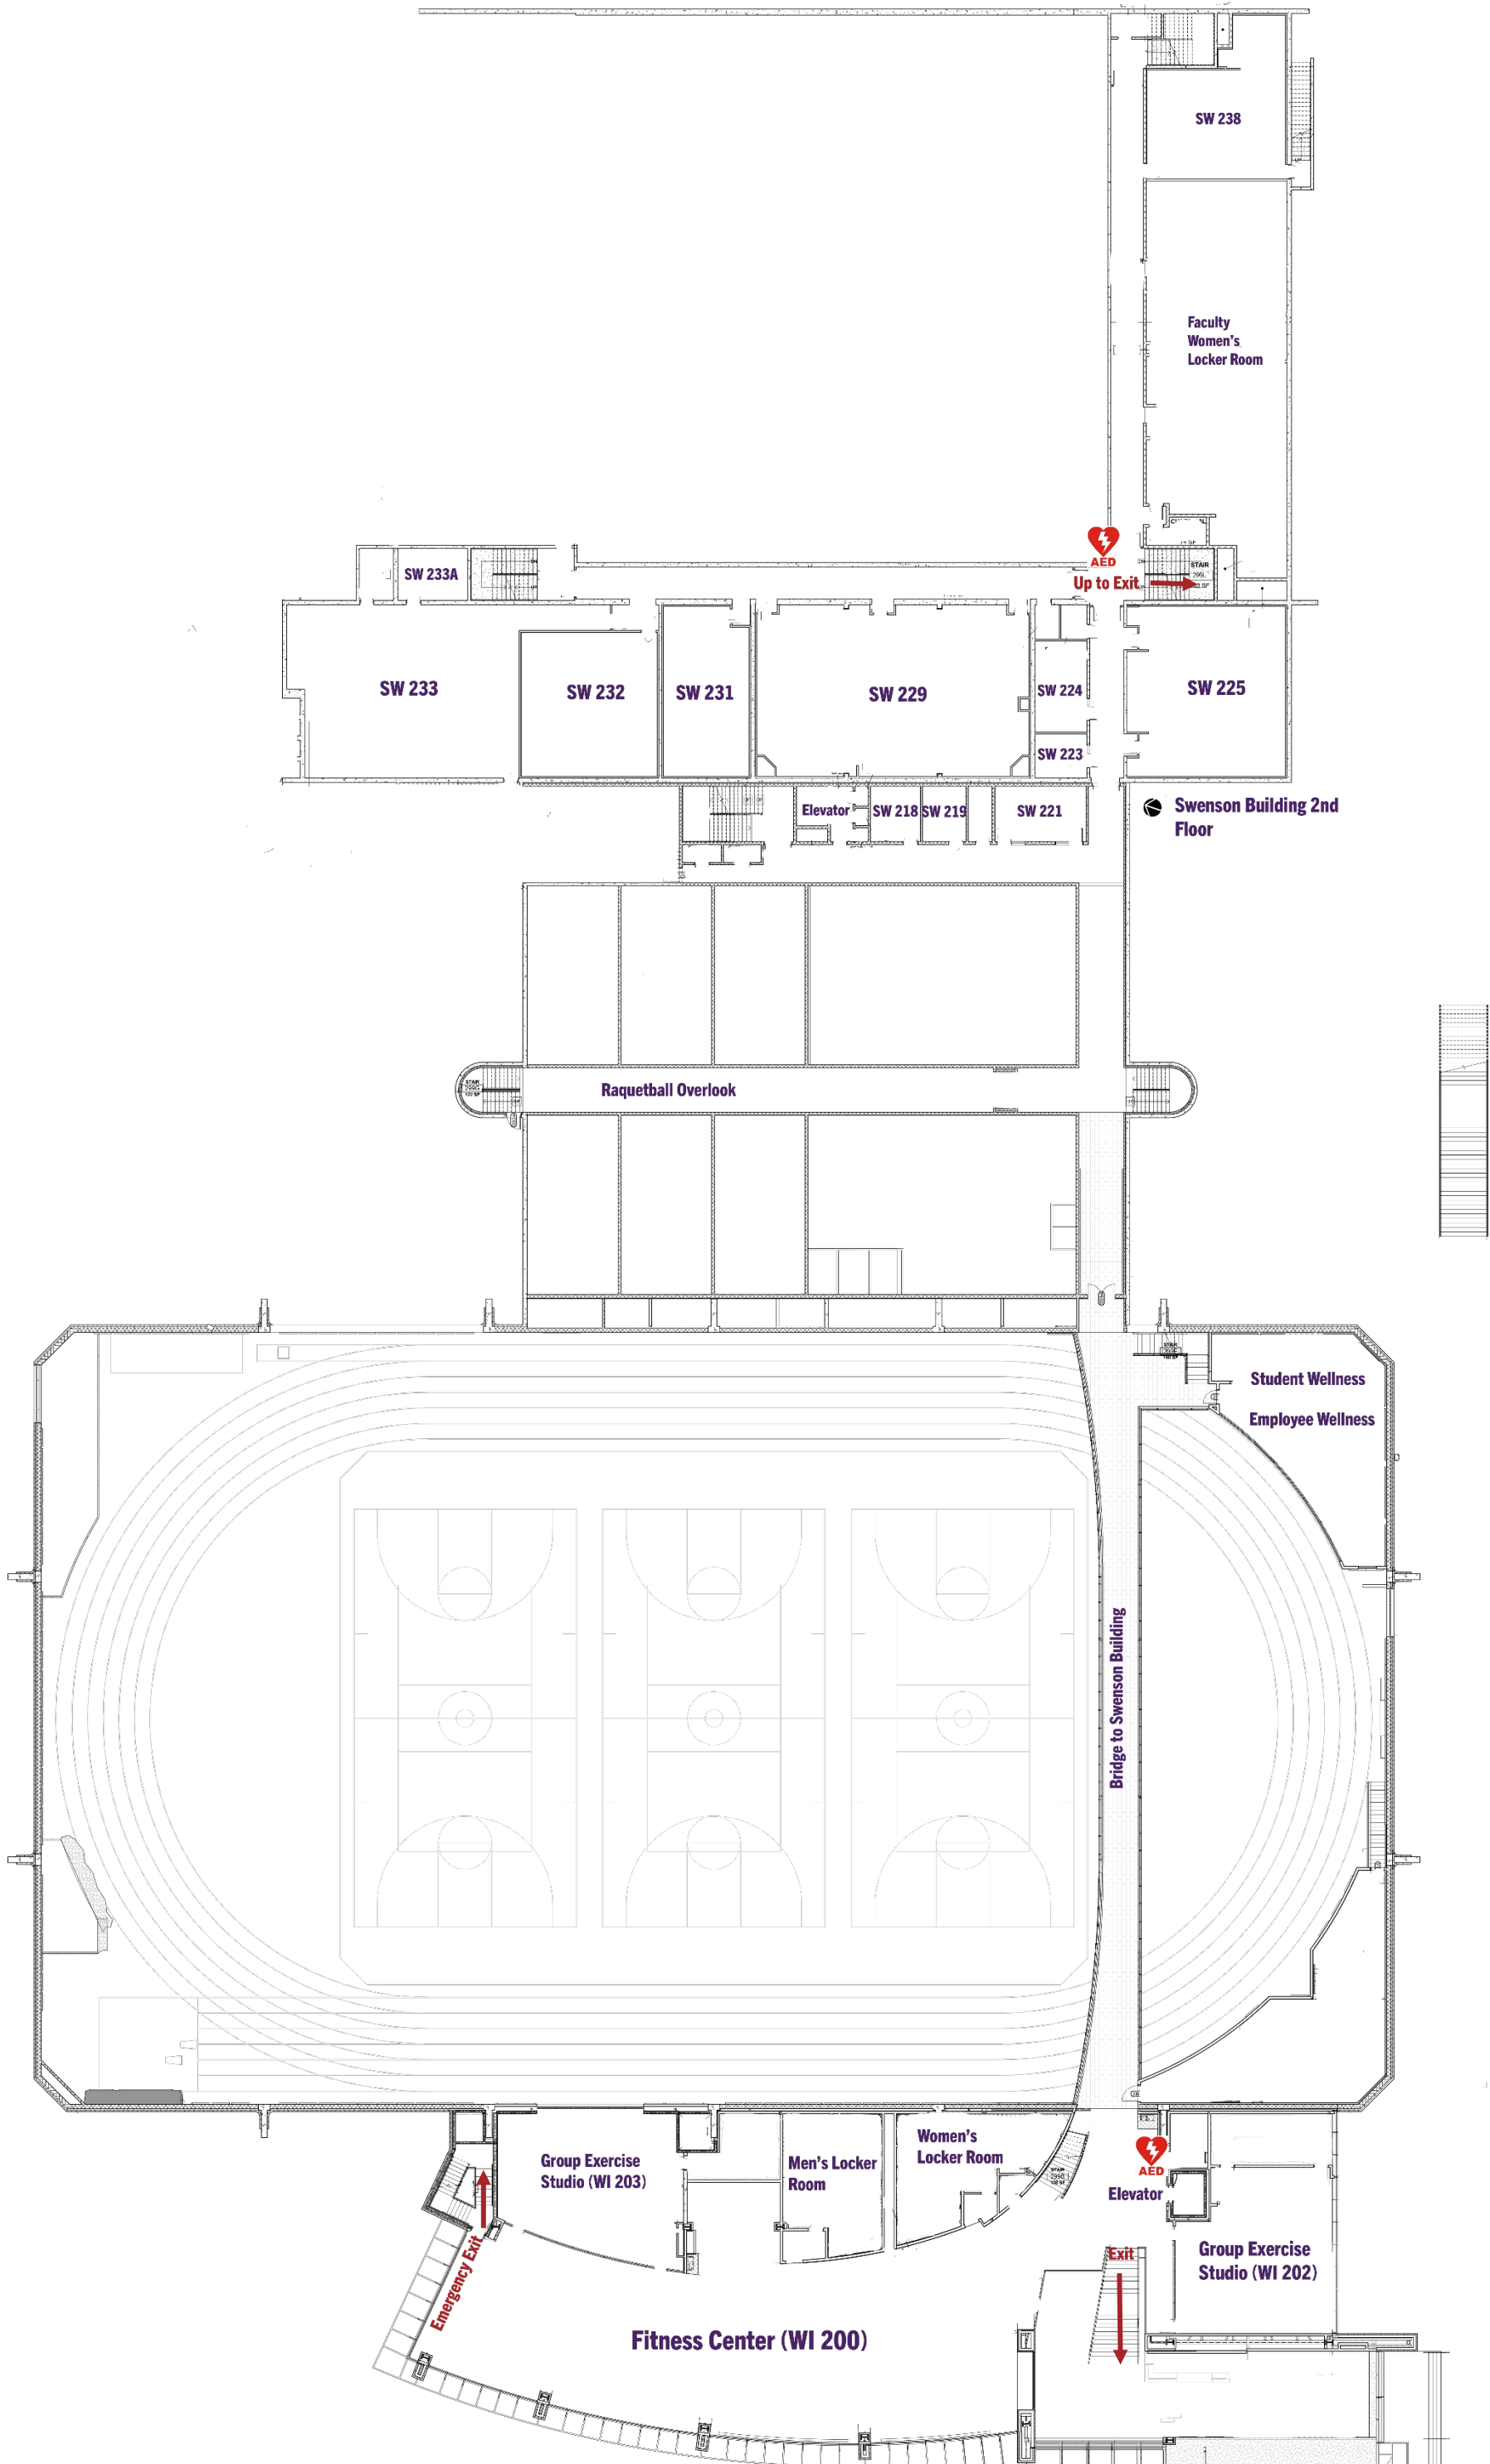 SW 238
Faculty
Women's
Locker Room
AED
Up to Exit
STAIR
SW 233A
SW 233
SW 232
SW 231
SW 229
SW 224
SW 223
SW 225
Elevator
SW 218
SW 219
SW 221
Swenson Building 2nd
Floor
STAIR
Raquetball Overlook
Student Wellness
Employee Wellness
Bridge to Swenson Building
Group Exercise
Studio (WI 203)
Men's Locker
Room
Women's
Locker Room
STAIR
AED
Elevator
Emergency Exit
Exit
Group Exercise
Studio (WI 202)
Fitness Center (WI 200)